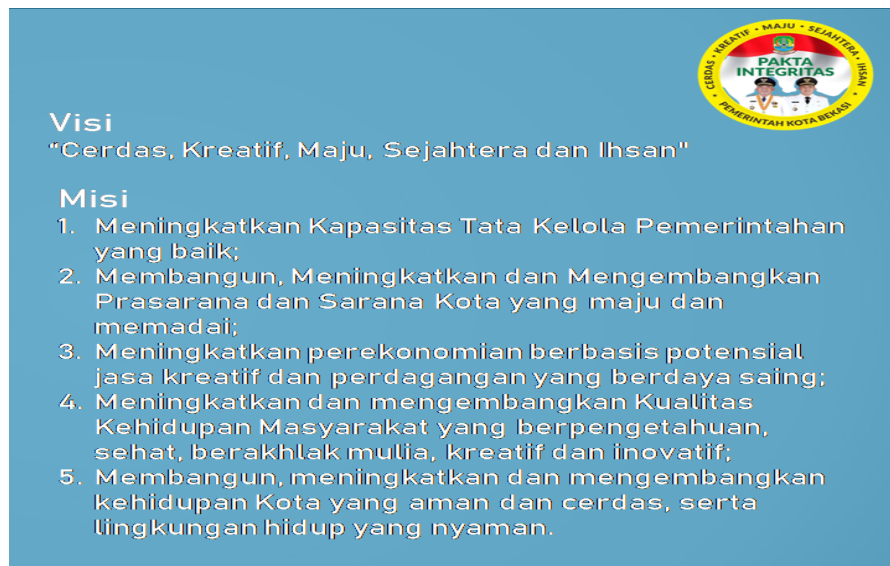 CERDAS • KREATIF • MAJU • SEJAHTERA • IHSAN
PAKTA
INTEGRITAS
PEMERINTAH KOTA BEKASI
Visi
"Cerdas, Kreatif, Maju, Sejahtera dan Ihsan"
Misi
1. Meningkatkan Kapasitas Tata Kelola Pemerintahan
yang baik;
2. Membangun, Meningkatkan dan Mengembangkan
Prasarana dan Sarana Kota yang maju dan
memadai;
3. Meningkatkan perekonomian berbasis potensial
jasa kreatif dan perdagangan yang berdaya saing;
4. Meningkatkan dan mengembangkan Kualitas
Kehidupan Masyarakat yang berpengetahuan,
sehat, berakhlak mulia, kreatif dan inovatif;
5. Membangun, meningkatkan dan mengembangkan
kehidupan Kota yang aman dan cerdas, serta
lingkungan hidup yang nyaman.